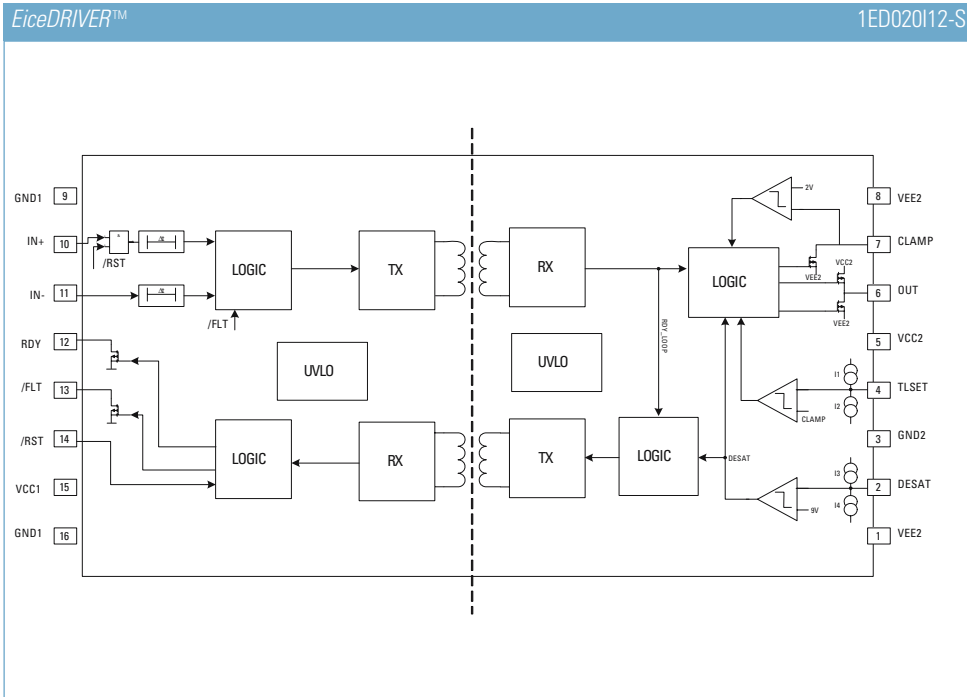 EiceDRIVER™
1ED020I12-S
GND1 9
IN+ 10
/RST
&
Δt
IN- 11
Δt
/FLT
LOGIC
TX
RDY 12
/FLT 13
/RST 14
VCC1 15
GND1 16
UVLO
LOGIC
RX
RX
UVLO
TX
RDY_LOOP
LOGIC
DESAT
LOGIC
2V
VEE2
VCC2
VEE2
I1
I2
CLAMP
I3
I4
9V
8 VEE2
7 CLAMP
6 OUT
5 VCC2
4 TLSET
3 GND2
2 DESAT
1 VEE2